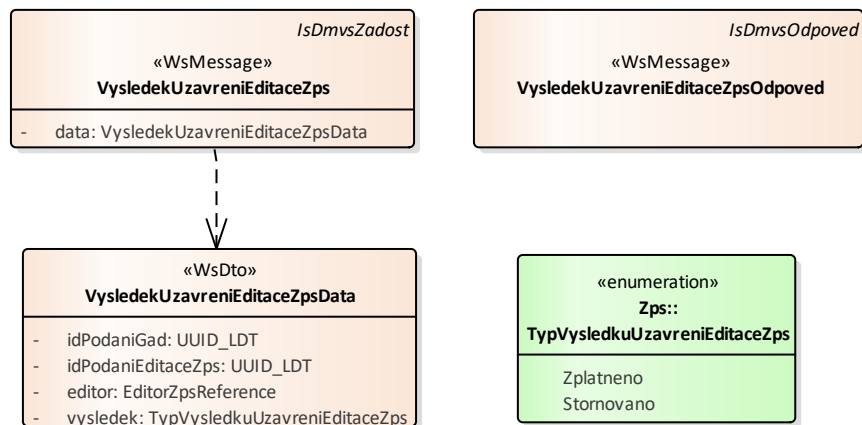 IsDmvsZadost
«WsMessage»
VysledekUzavreniEditaceZps
- data: VysledekUzavreniEditaceZpsData
IsDmvsOdpoved
«WsMessage»
VysledekUzavreniEditaceZpsOdpoved
«WsDto»
VysledekUzavreniEditaceZpsData
- idPodaniGad: UUID_LDT
- idPodaniEditaceZps: UUID_LDT
- editor: EditorZpsReference
- vysledek: TypVysledkuUzavreniEditaceZps
«enumeration»
Zps::
TypVysledkuUzavreniEditaceZps
Zplatneno
Stornovano